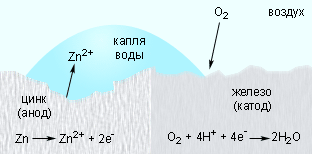 O₂ воздух
капля
воды
Zn²⁺
цинк
(анод)
железо
(катод)
Zn → Zn²⁺ + 2e⁻
O₂ + 4H⁺ + 4e⁻ → 2H₂O